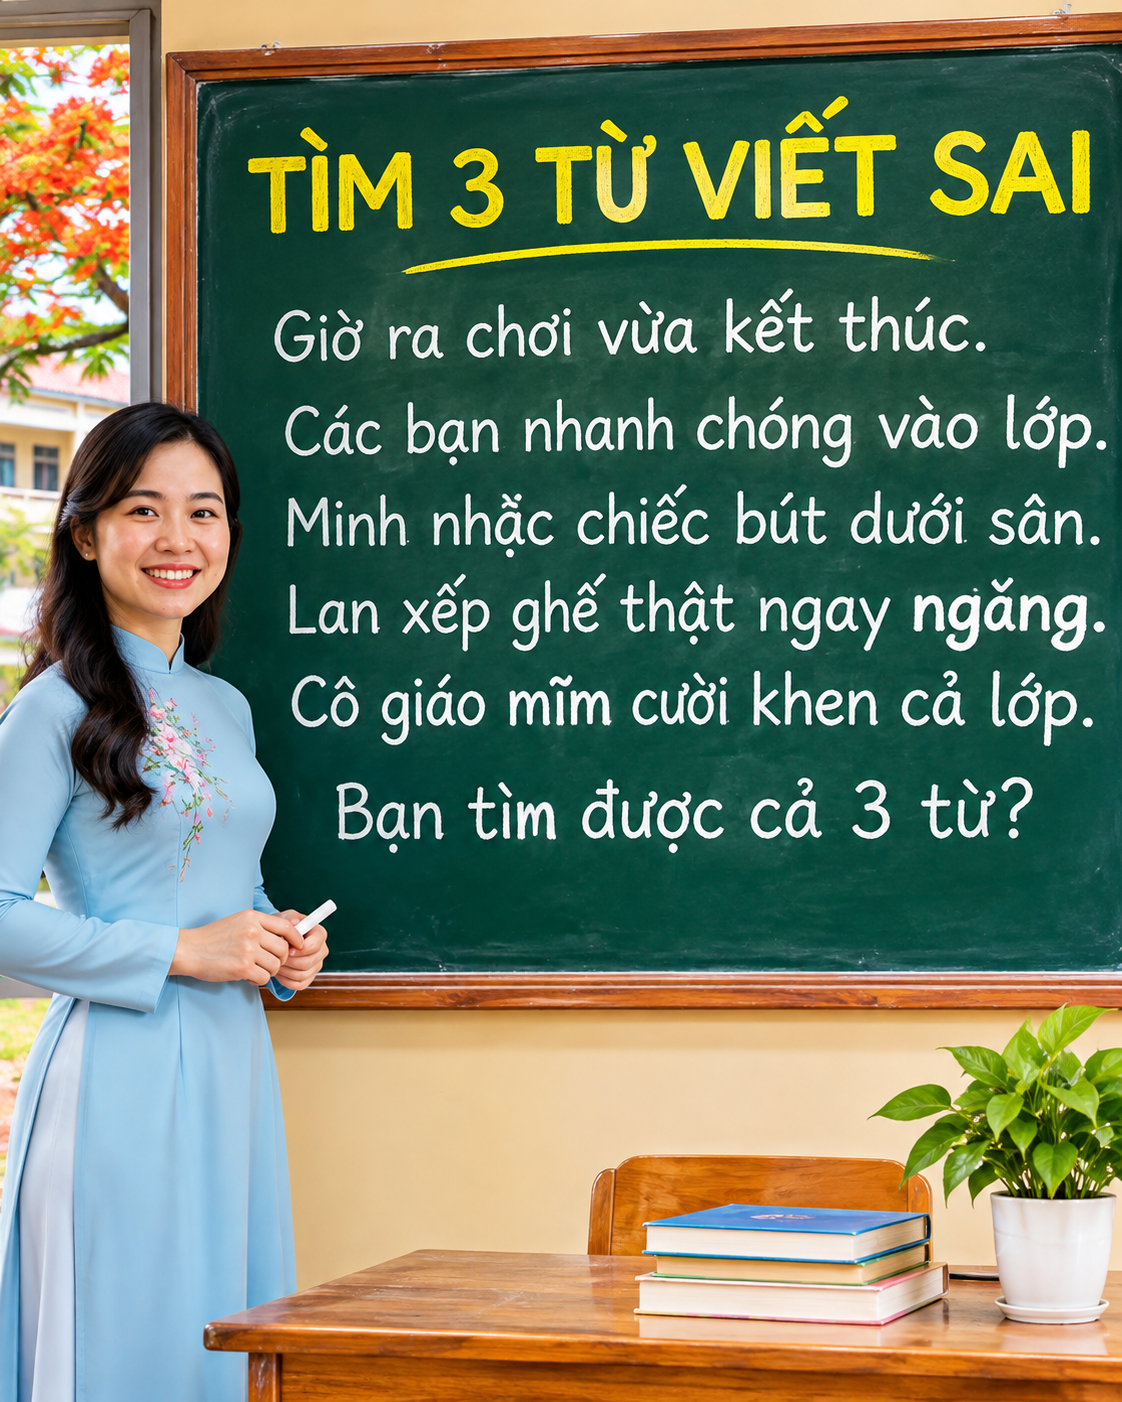 TÌM 3 TỪ VIẾT SAI
Giờ ra chơi vừa kết thúc.
Các bạn nhanh chóng vào lớp.
Minh nhặc chiếc bút dưới sân.
Lan xếp ghế thật ngay ngăng.
Cô giáo mĩm cười khen cả lớp.
Bạn tìm được cả 3 từ?